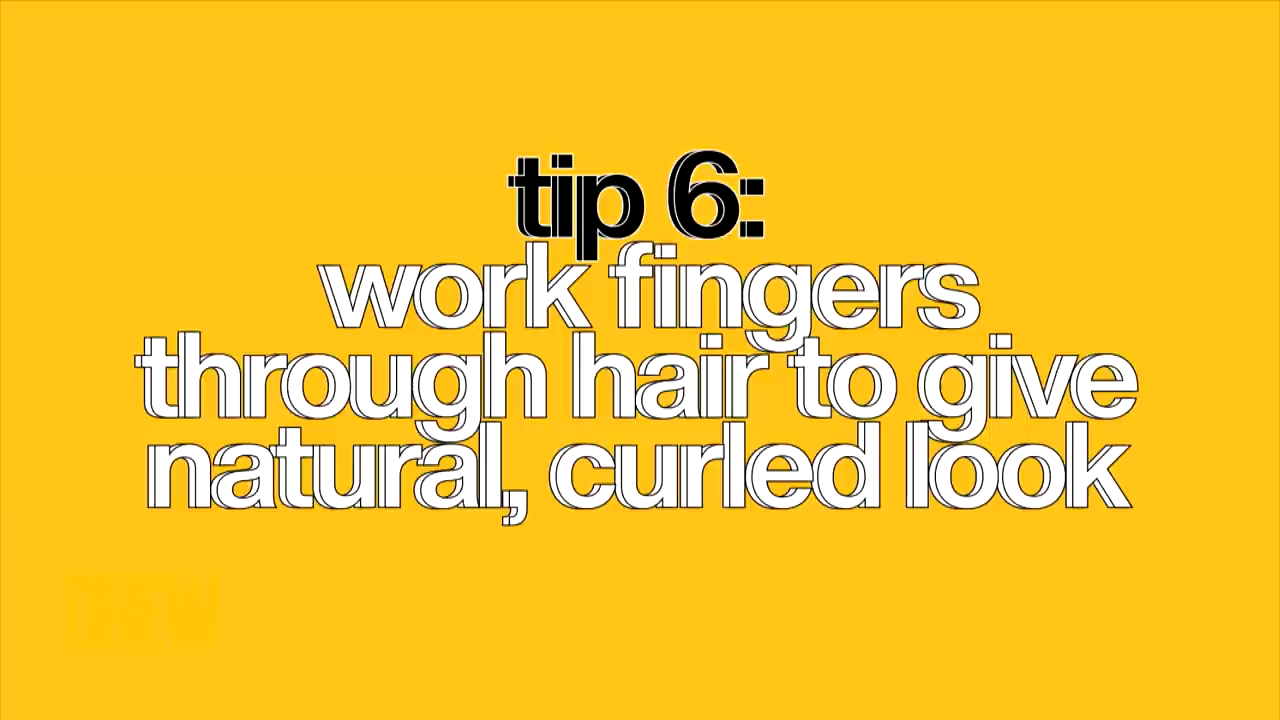 tip 6:
work fingers
through hair to give
natural, curled look